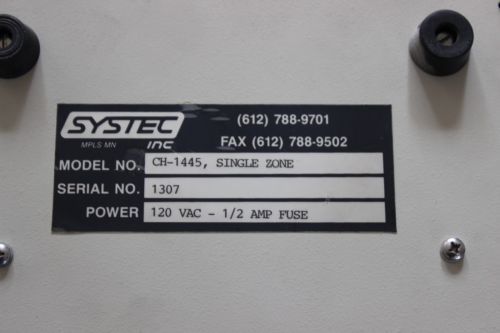 SYSTEC
(612) 788-9701
MPLS MN inc FAX (612) 788-9502
MODEL NO. CH-1445, SINGLE ZONE
SERIAL NO. 1307
POWER 120 VAC - 1/2 AMP FUSE